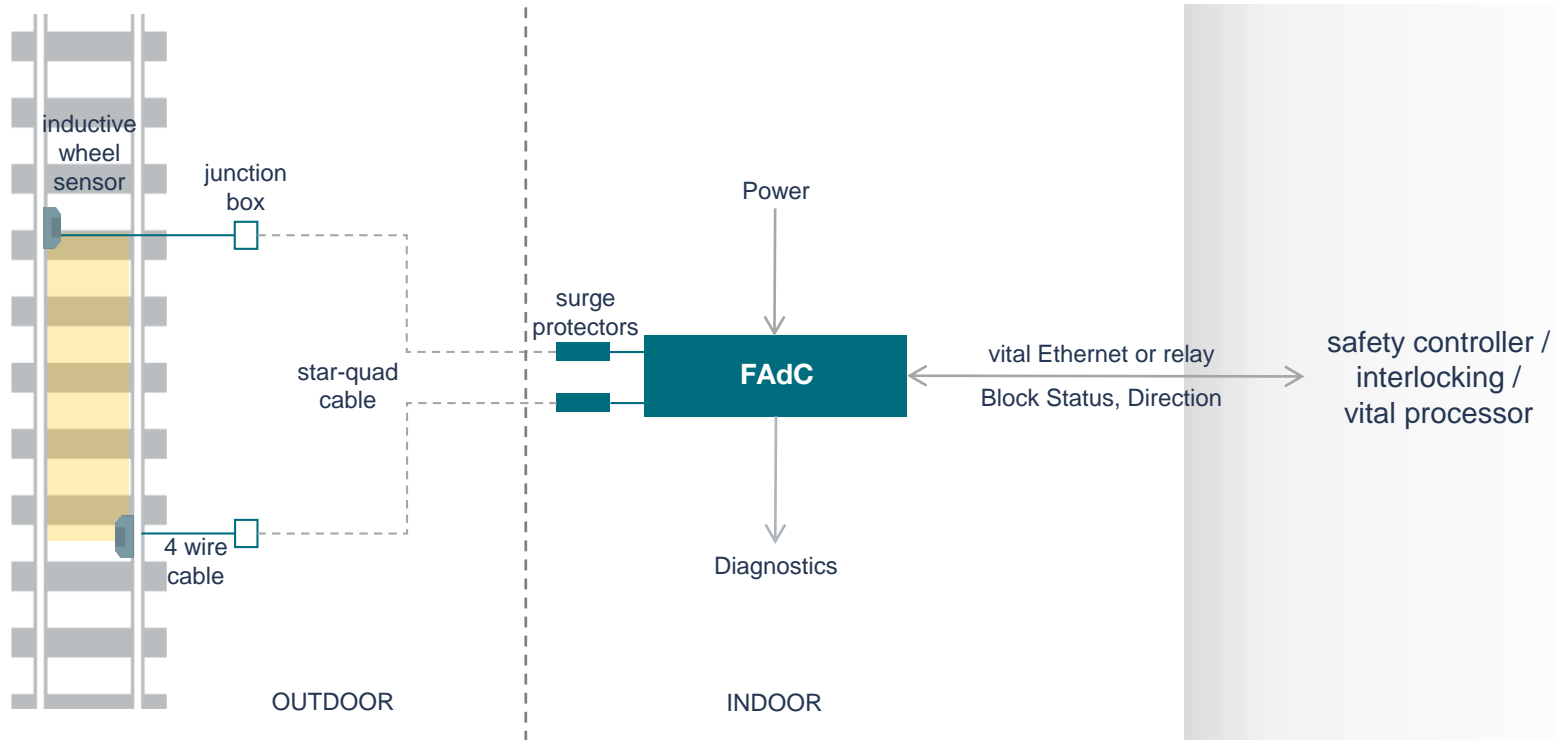 inductive
wheel
sensor
junction
box
Power
surge
protectors
star-quad
cable
FAdC
vital Ethernet or relay
Block Status, Direction
safety controller /
interlocking /
vital processor
4 wire
cable
Diagnostics
OUTDOOR
INDOOR